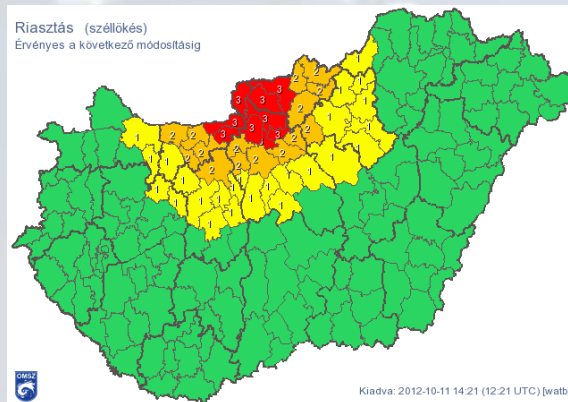 Riasztás (széllökés)
Érvényes a következő módosításig
OMSZ
Kiadva: 2012-10-11 14:21 (12:21 UTC) [watb